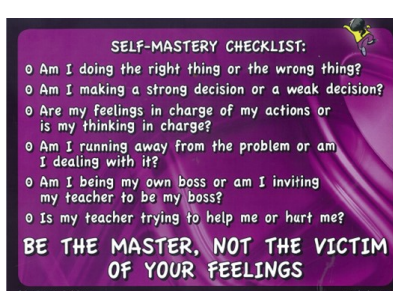 SELF-MASTERY CHECKLIST:
O Am I doing the right thing or the wrong thing?
O Am I making a strong decision or a weak decision?
O Are my feelings in charge of my actions or
is my thinking in charge?
O Am I running away from the problem or am
I dealing with it?
O Am I being my own boss or am I inviting
my teacher to be my boss?
O Is my teacher trying to help me or hurt me?
BE THE MASTER, NOT THE VICTIM
OF YOUR FEELINGS